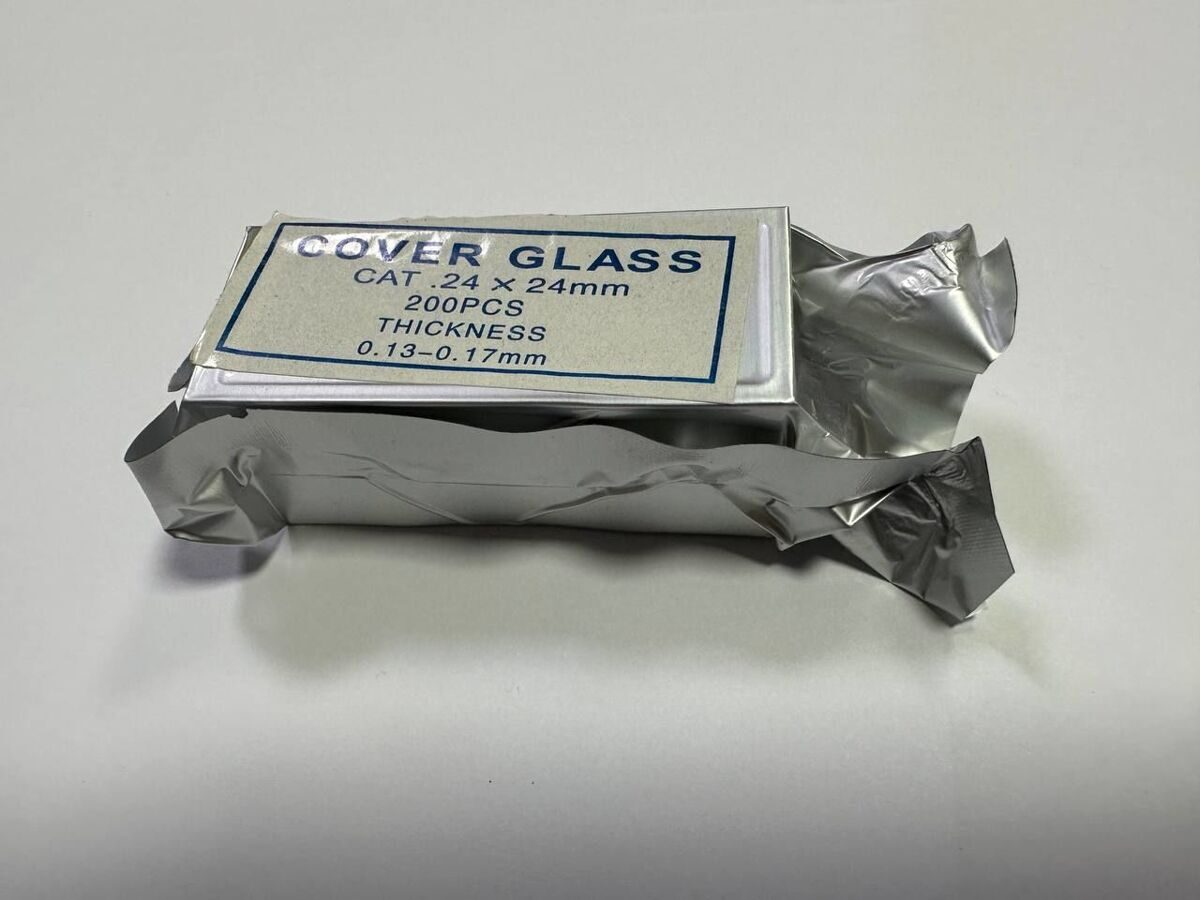 COVER GLASS
CAT .24 × 24mm
200PCS
THICKNESS
0.13-0.17mm